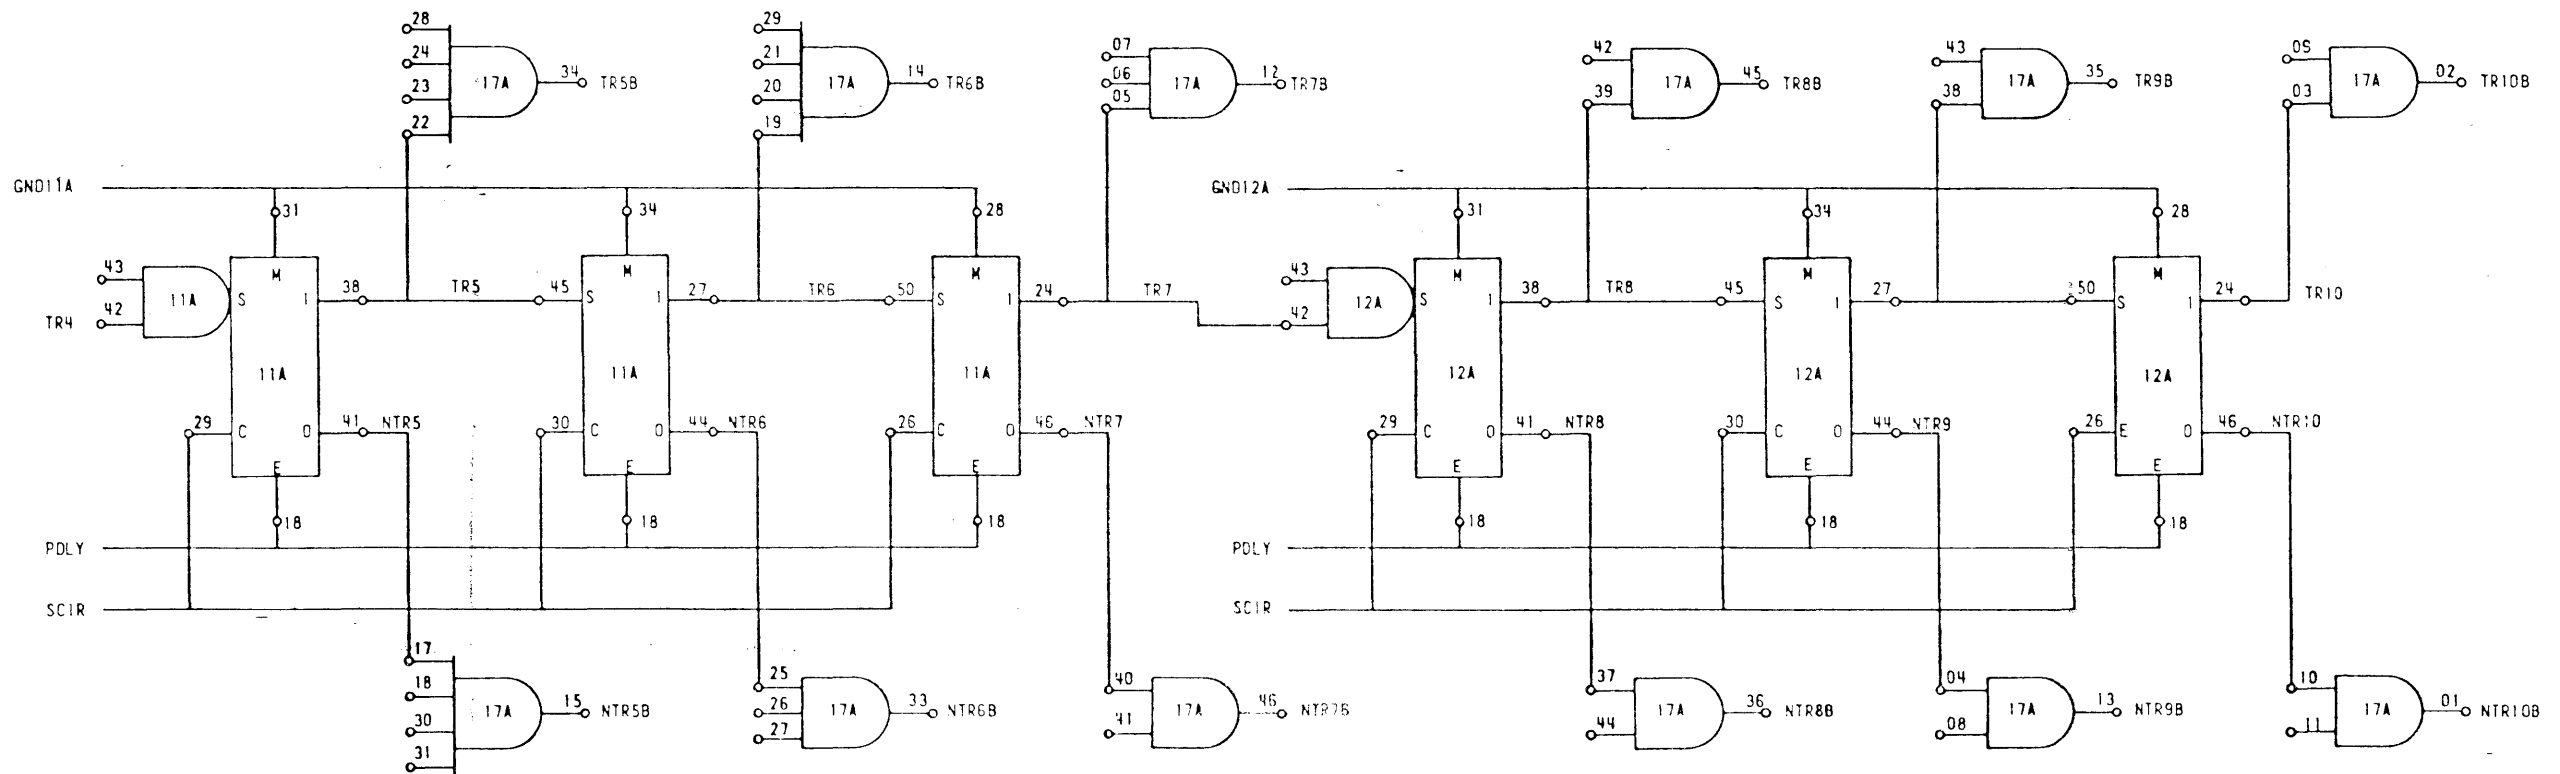 28 29
24 21 07 42 43 09
17A 34 TR5B 17A 14 TR6B 06 17A 12 TR7B 17A 45 TR8B 17A 35 TR9B 17A 02 TR10B
23 20 05 39 38 03
22 19
GND11A GND12A
31 34 28 31 34 28
M M M M M M
43 43
11A S 1 38 TR5 45 S 1 27 TR6 50 S 1 24 TR7 12A S 1 38 TR8 45 S 1 27 50 S 1 24 TR10
TR4 42 42
11A 11A 11A 12A 12A 12A
29 C 0 41 NTR5 30 C 0 44 NTR6 26 C 0 46 NTR7 29 C 0 41 NTR8 30 C 0 44 NTR9 26 E 0 46 NTR10
E E E E E E
18 18 18 18 18 18
PDLY PDLY
SC1R SC1R
17
18 25 40 37 04 10
17A 15 NTR5B 26 17A 33 NTR6B 17A 46 NTR7B 17A 36 NTR8B 17A 13 NTR9B 17A 01 NTR10B
30 27 41 44 08 11
31